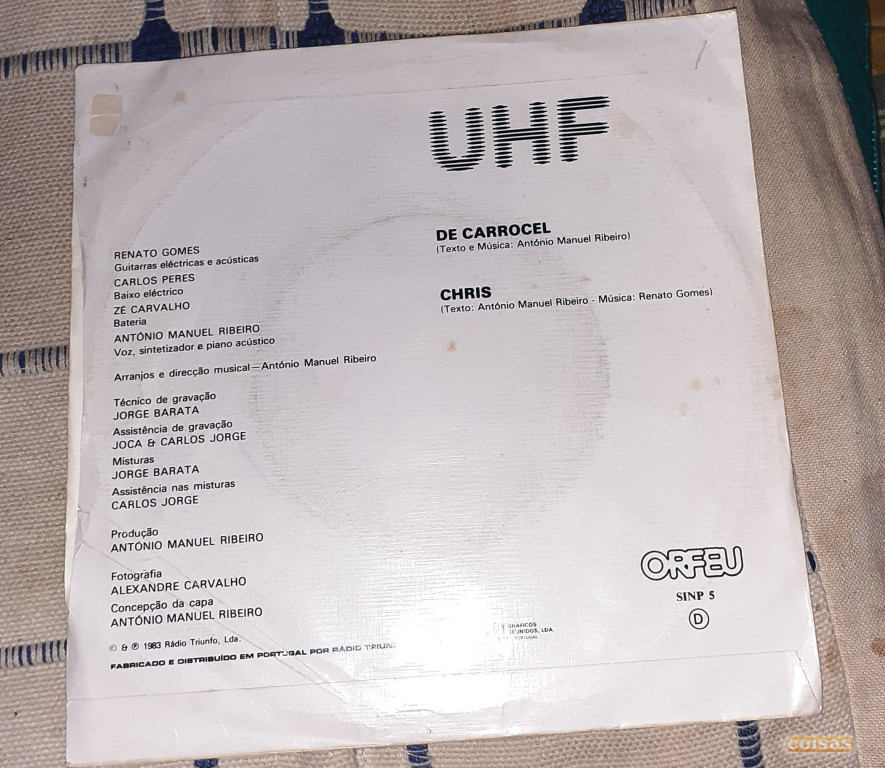 UHF
DE CARROCEL
(Texto e Música: António Manuel Ribeiro)
CHRIS
(Texto: António Manuel Ribeiro - Música: Renato Gomes)
RENATO GOMES
Guitarras eléctricas e acústicas
CARLOS PERES
Baixo eléctrico
ZÉ CARVALHO
Bateria
ANTÓNIO MANUEL RIBEIRO
Voz, sintetizador e piano acústico
Arranjos e direcção musical — António Manuel Ribeiro
Técnico de gravação
JORGE BARATA
Assistência de gravação
JOCA & CARLOS JORGE
Misturas
JORGE BARATA
Assistência nas misturas
CARLOS JORGE
Produção
ANTÓNIO MANUEL RIBEIRO
Fotografia
ALEXANDRE CARVALHO
Concepção da capa
ANTÓNIO MANUEL RIBEIRO
© & ℗ 1983 Rádio Triunfo, Lda.
FABRICADO E DISTRIBUÍDO EM PORTUGAL POR RÁDIO
GRÁFICOS
LDA.
PORTUGAL
ORFEU
SINP 5
D
coisas